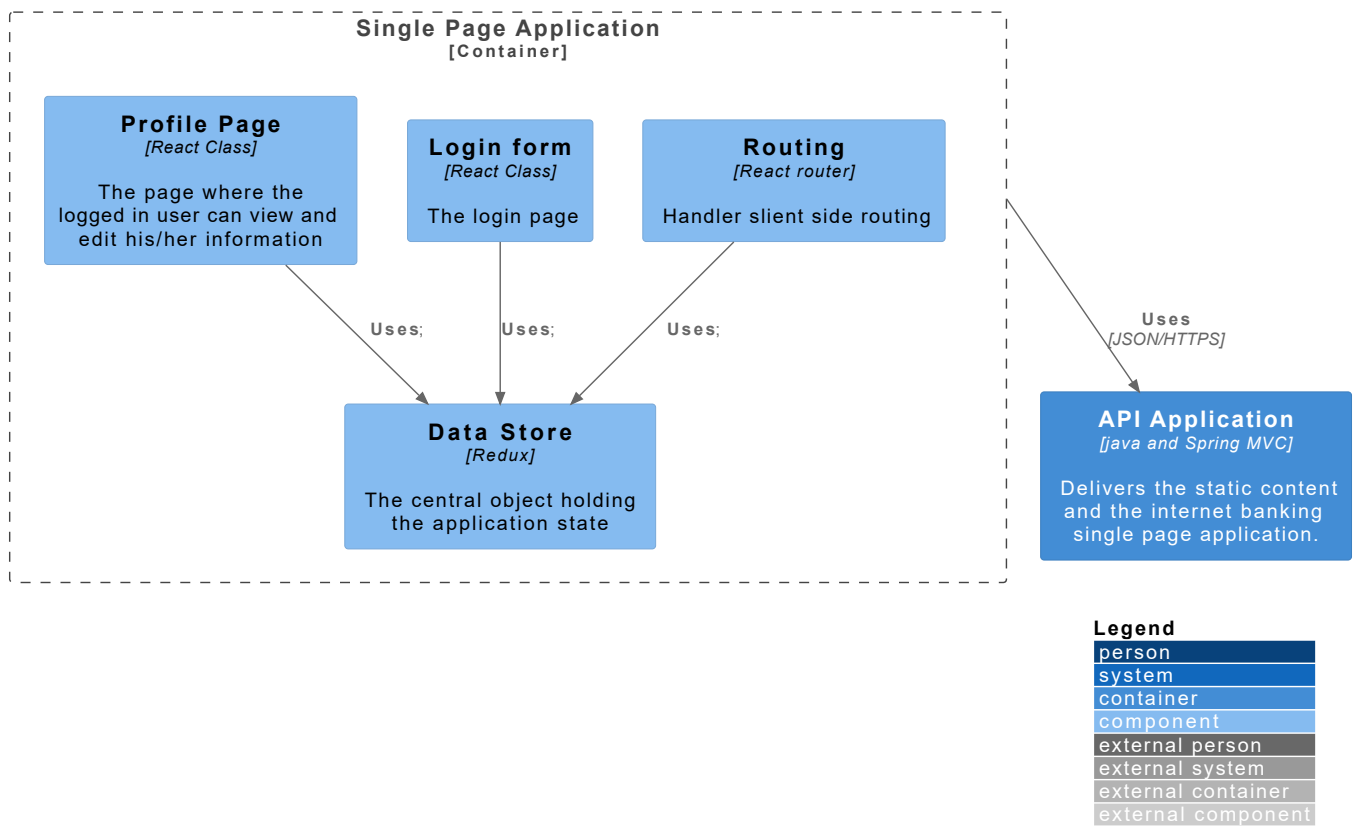 Single Page Application
[Container]
Profile Page
[React Class]
The page where the
logged in user can view and
edit his/her information
Login form
[React Class]
The login page
Routing
[React router]
Handler slient side routing
Uses;
Uses;
Uses;
Uses
[JSON/HTTPS]
Data Store
[Redux]
The central object holding
the application state
API Application
[java and Spring MVC]
Delivers the static content
and the internet banking
single page application.
Legend
person
system
container
component
external person
external system
external container
external component